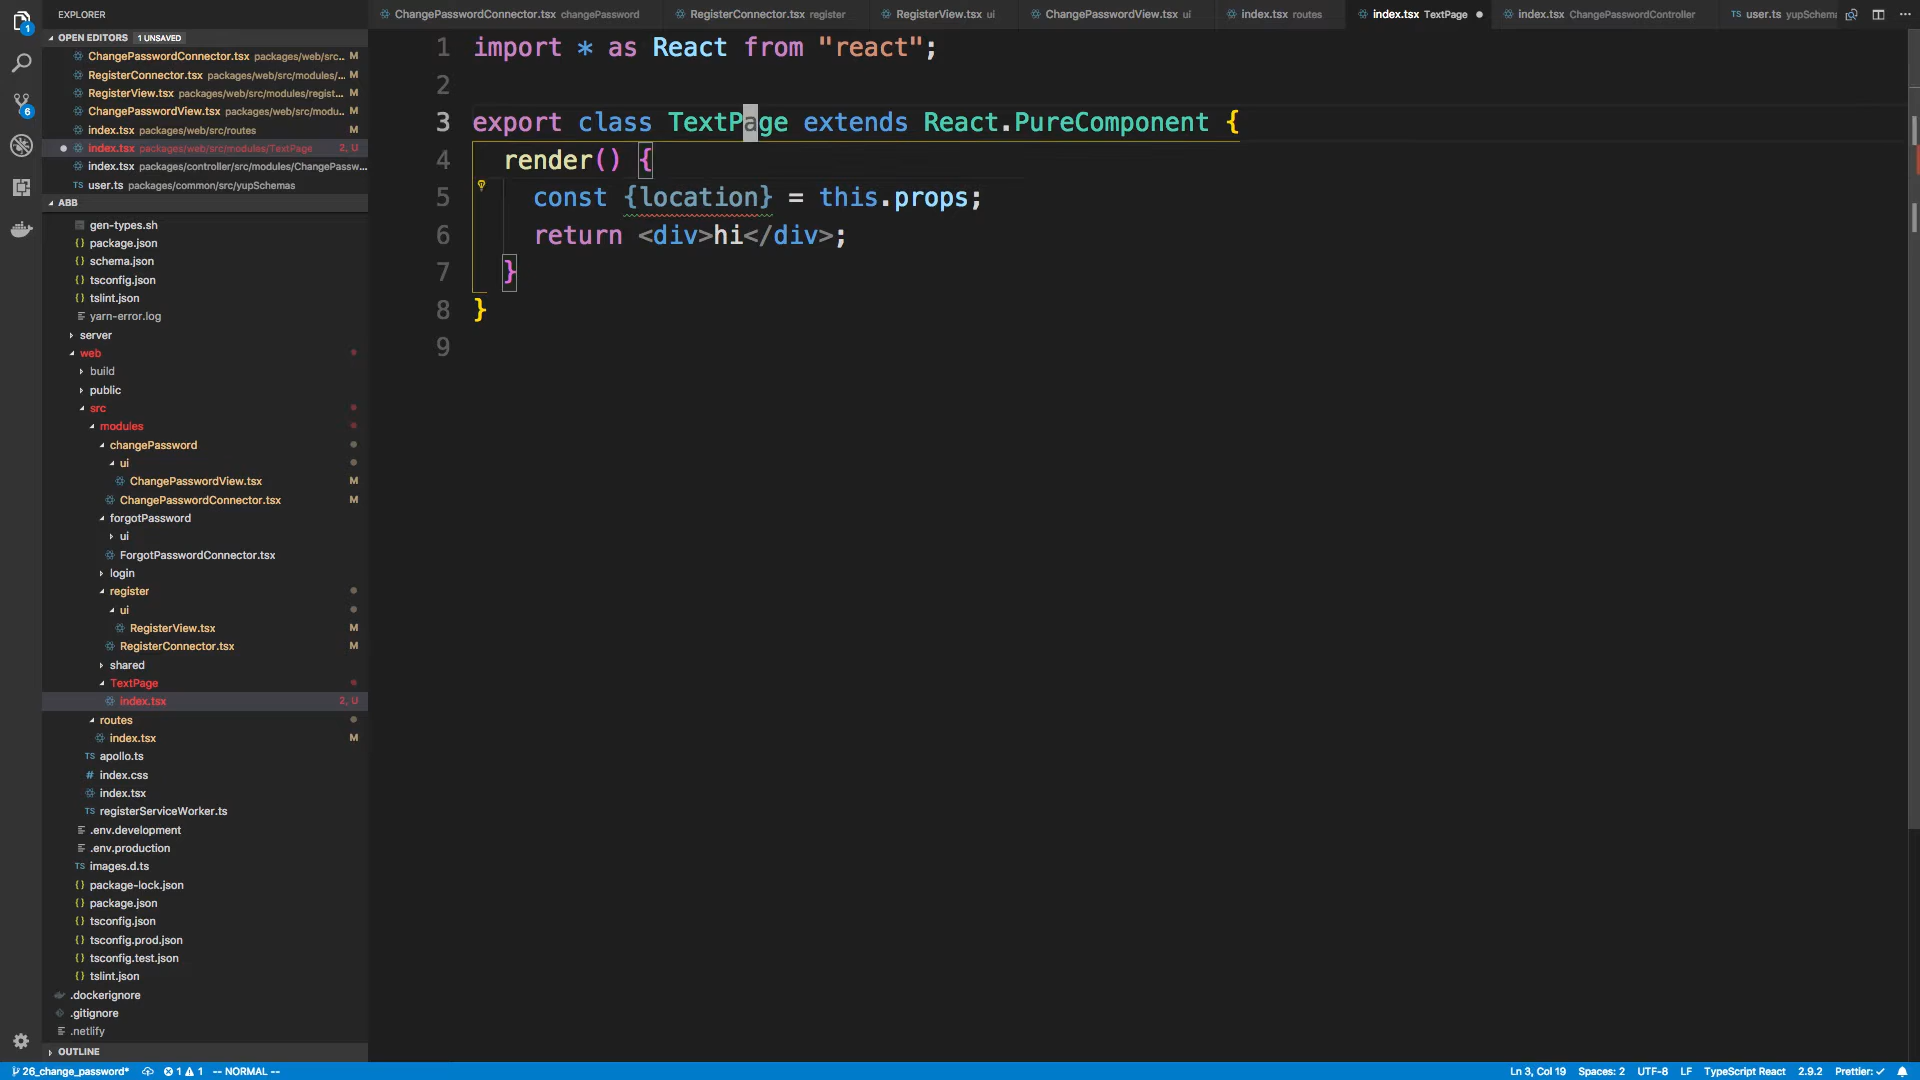 EXPLORER
OPEN EDITORS 1 UNSAVED
ChangePasswordConnector.tsx packages/web/src... M
RegisterConnector.tsx packages/web/src/modules/... M
RegisterView.tsx packages/web/src/modules/regist... M
ChangePasswordView.tsx packages/web/src/modu... M
index.tsx packages/web/src/routes M
index.tsx packages/web/src/modules/TextPage 2, U
index.tsx packages/controller/src/modules/ChangePassw...
TS user.ts packages/common/src/yupSchemas
ABB
gen-types.sh
{} package.json
{} schema.json
{} tsconfig.json
{} tslint.json
yarn-error.log
server
web
build
public
src
modules
changePassword
ui
ChangePasswordView.tsx M
ChangePasswordConnector.tsx M
forgotPassword
ui
ForgotPasswordConnector.tsx
login
register
ui
RegisterView.tsx M
RegisterConnector.tsx M
shared
TextPage
index.tsx 2, U
routes
index.tsx M
TS apollo.ts
# index.css
index.tsx
TS registerServiceWorker.ts
.env.development
.env.production
TS images.d.ts
{} package-lock.json
{} package.json
{} tsconfig.json
{} tsconfig.prod.json
{} tsconfig.test.json
{} tslint.json
.dockerignore
.gitignore
.netlify
OUTLINE
1
6
ChangePasswordConnector.tsx changePassword RegisterConnector.tsx register RegisterView.tsx ui ChangePasswordView.tsx ui index.tsx routes index.tsx TextPage index.tsx ChangePasswordController TS user.ts yupSchema
1 import * as React from "react";
2
3 export class TextPage extends React.PureComponent {
4 render() {
5 const {location} = this.props;
6 return <div>hi</div>;
7 }
8 }
9
26_change_password* 1 1 -- NORMAL -- Ln 3, Col 19 Spaces: 2 UTF-8 LF TypeScript React 2.9.2 Prettier: ✓